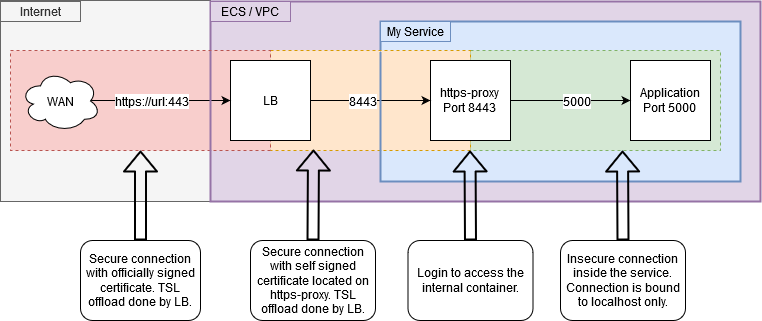 Internet
ECS / VPC
My Service
WAN
https://url:443
LB
8443
https-proxy
Port 8443
5000
Application
Port 5000
Secure connection
with officially signed
certificate. TSL
offload done by LB.
Secure connection
with self signed
certificate located on
https-proxy. TSL
offload done by LB.
Login to access the
internal container.
Insecure connection
inside the service.
Connection is bound
to localhost only.